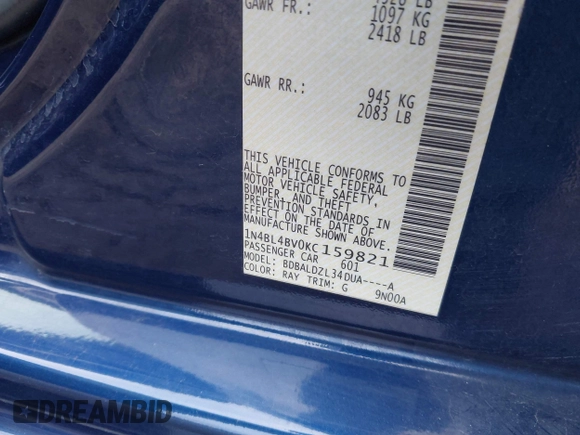 GAWR FR.:
1097 KG
2418 LB
GAWR RR.:
945 KG
2083 LB
THIS VEHICLE CONFORMS TO
ALL APPLICABLE FEDERAL
MOTOR VEHICLE SAFETY,
BUMPER, AND THEFT
PREVENTION STANDARDS IN
EFFECT ON THE DATE OF
MANUFACTURE SHOWN ABOVE.
1N4BL4BV0KC159821
PASSENGER CAR 601
MODEL: BDBALDZL34DUA----A
COLOR: RAY TRIM: G 9N00A
DREAMBID